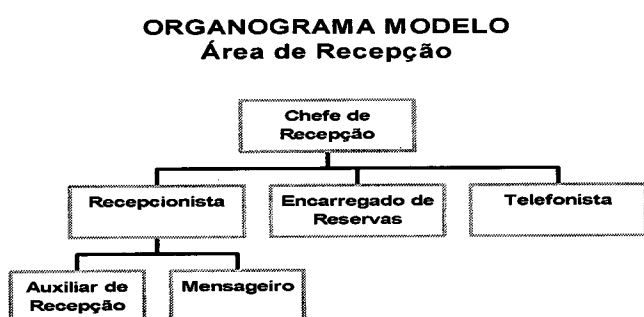 ORGANOGRAMA MODELO
Área de Recepção
Chefe de
Recepção
Recepcionista
Encarregado de
Reservas
Telefonista
Auxiliar de
Recepção
Mensageiro